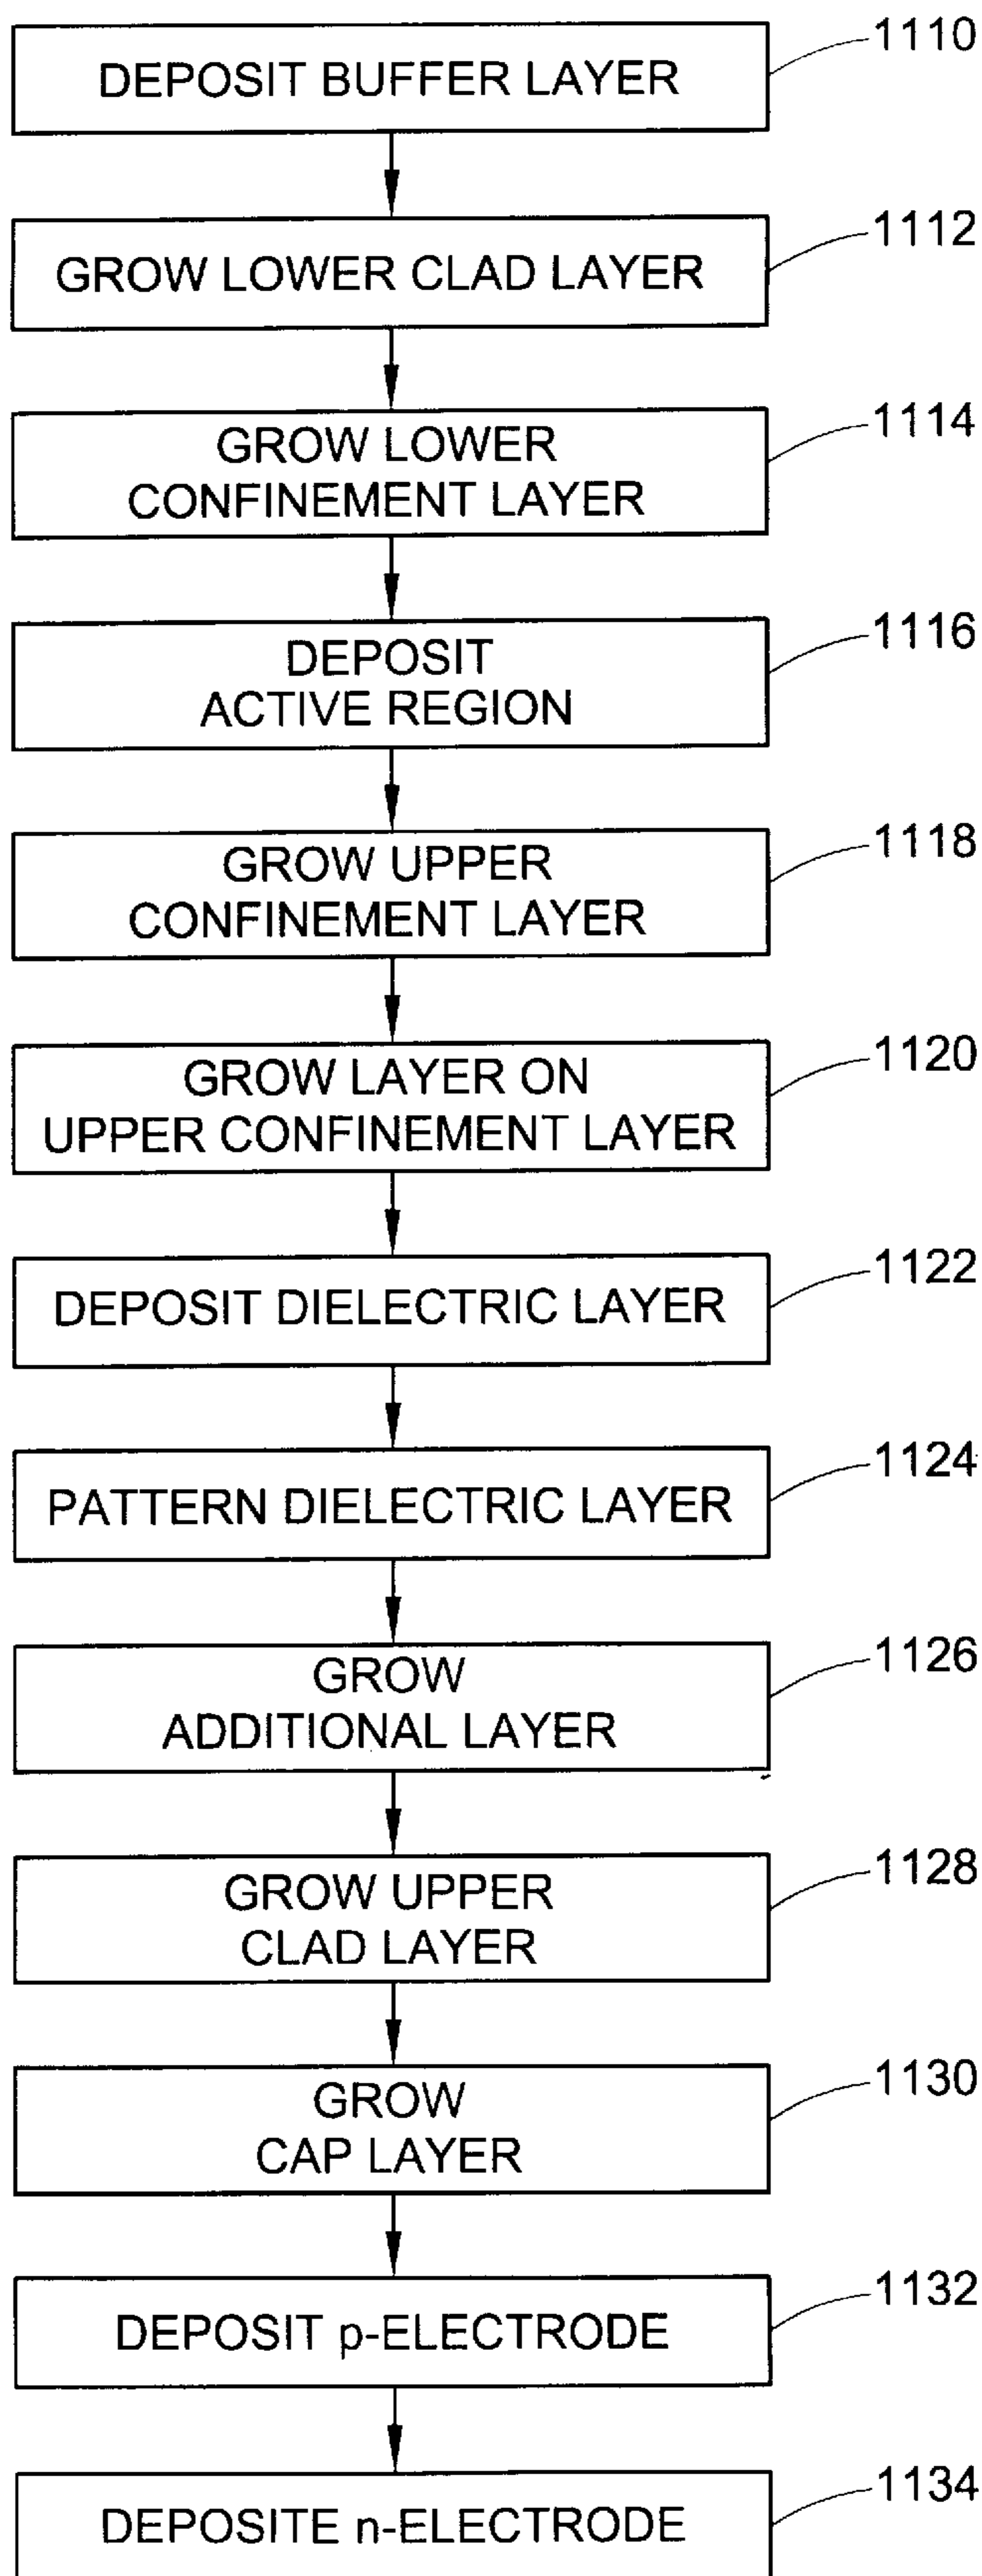 1110
DEPOSIT BUFFER LAYER
1112
GROW LOWER CLAD LAYER
1114
GROW LOWER
CONFINEMENT LAYER
1116
DEPOSIT
ACTIVE REGION
1118
GROW UPPER
CONFINEMENT LAYER
1120
GROW LAYER ON
UPPER CONFINEMENT LAYER
1122
DEPOSIT DIELECTRIC LAYER
1124
PATTERN DIELECTRIC LAYER
1126
GROW
ADDITIONAL LAYER
1128
GROW UPPER
CLAD LAYER
1130
GROW
CAP LAYER
1132
DEPOSIT p-ELECTRODE
1134
DEPOSITE n-ELECTRODE